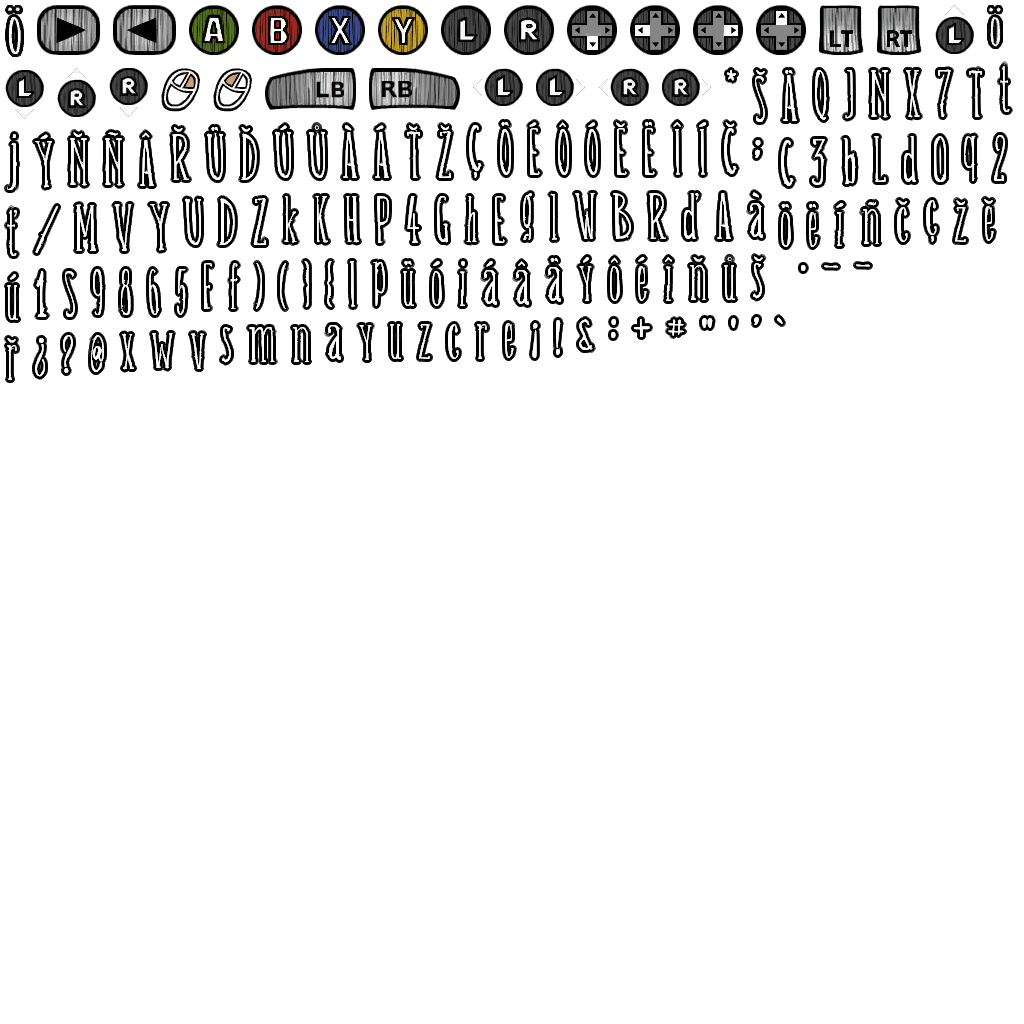 Ö A B X Y L R LT RT L Ö
L R R LB RB L L R R * Š Ä Q J N X 7 T t
j Ý Ň Ñ Â Ř Ü Ď Ú Ů À Á Ť Ž Ç Ö É Ô Ó Ě Ë Î Í Č ; C 3 b L d 0 q 2
ť / M V Y U D Z k K H P 4 G h E g l W B R ď A à ö ë í ñ č Ç ž ě
ú 1 S 9 8 6 5 F f ) ( } { I p ü ó i á â ä ý ô é î ň ů š . - –
ř ¿ ? @ x w v s m n a y u z c r e ¡ ! & : + # " ' ' `